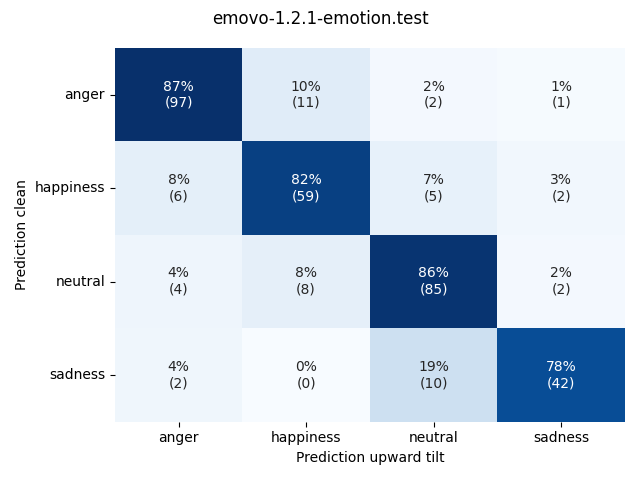 emovo-1.2.1-emotion.test
Prediction clean
anger
87%
(97)
10%
(11)
2%
(2)
1%
(1)
happiness
8%
(6)
82%
(59)
7%
(5)
3%
(2)
neutral
4%
(4)
8%
(8)
86%
(85)
2%
(2)
sadness
4%
(2)
0%
(0)
19%
(10)
78%
(42)
anger
happiness
neutral
sadness
Prediction upward tilt